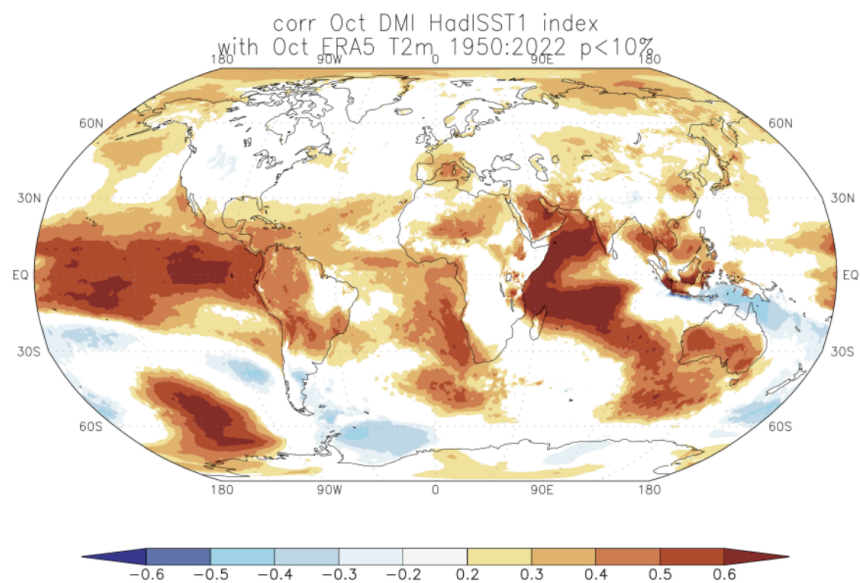 corr Oct DMI HadISST1 index
with Oct ERA5 T2m 1950:2022 p<10%
180 90W 0 90E 180
60N 60N
30N 30N
EQ EQ
30S 30S
60S 60S
180 90W 0 90E 180
-0.6 -0.5 -0.4 -0.3 -0.2 0.2 0.3 0.4 0.5 0.6